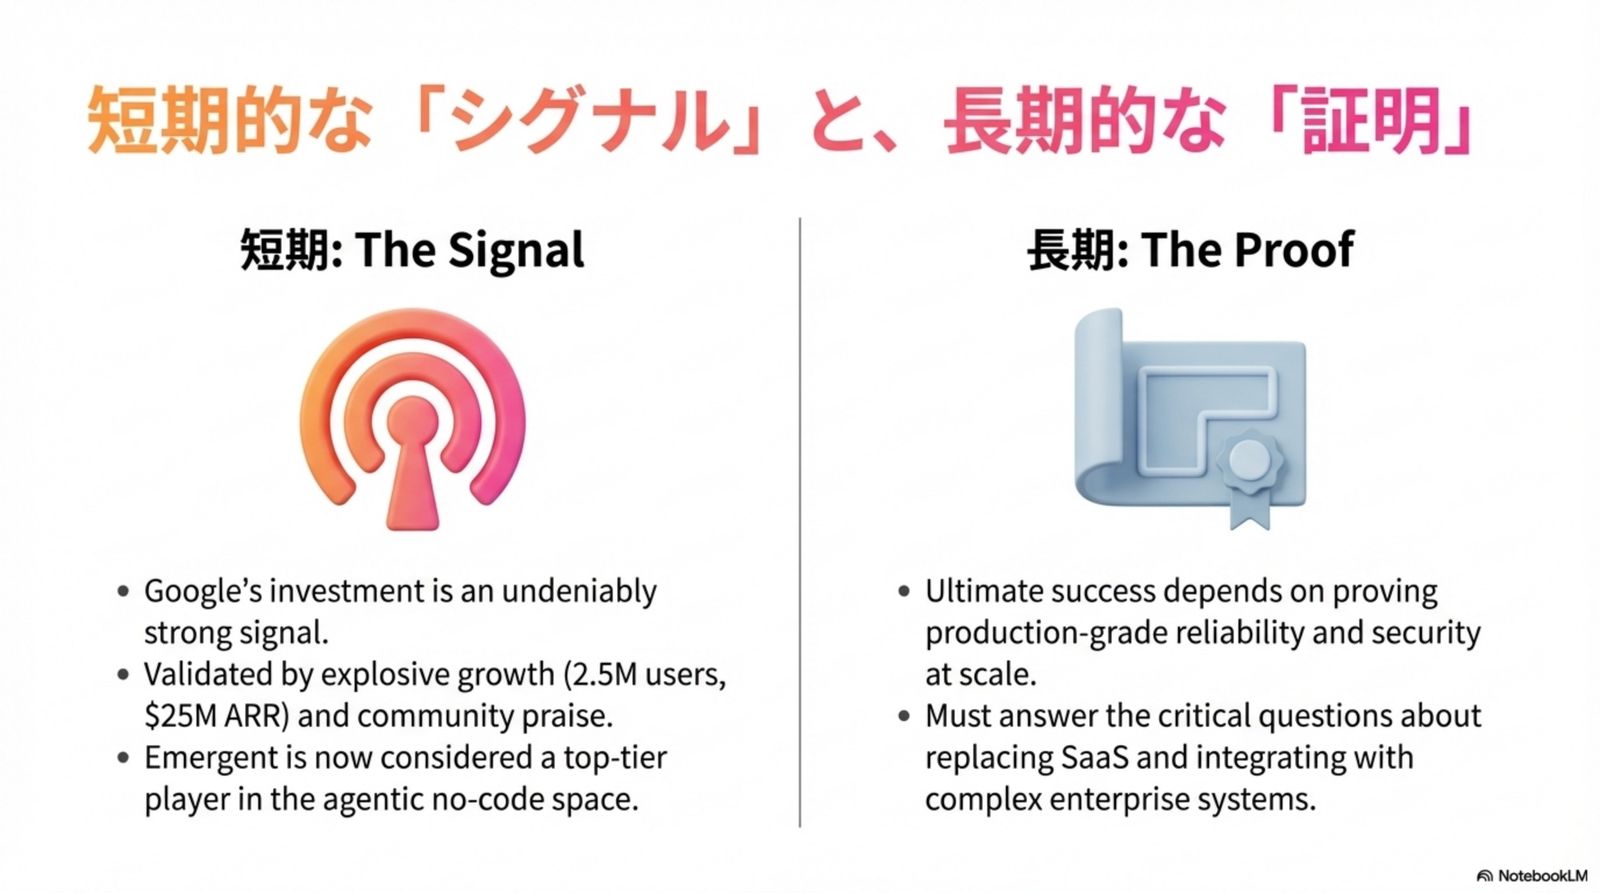 短期的な「シグナル」と、長期的な「証明」
短期: The Signal
• Google’s investment is an undeniably
strong signal.
• Validated by explosive growth (2.5M users,
$25M ARR) and community praise.
• Emergent is now considered a top-tier
player in the agentic no-code space.
長期: The Proof
• Ultimate success depends on proving
production-grade reliability and security
at scale.
• Must answer the critical questions about
replacing SaaS and integrating with
complex enterprise systems.
NotebookLM